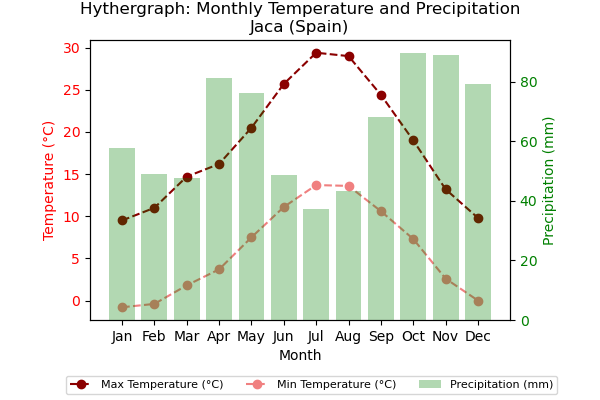 Hythergraph: Monthly Temperature and Precipitation
Jaca (Spain)
Temperature (°C)
30
25
20
15
10
5
0
Precipitation (mm)
80
60
40
20
0
Jan Feb Mar Apr May Jun Jul Aug Sep Oct Nov Dec
Month
Max Temperature (°C) Min Temperature (°C) Precipitation (mm)